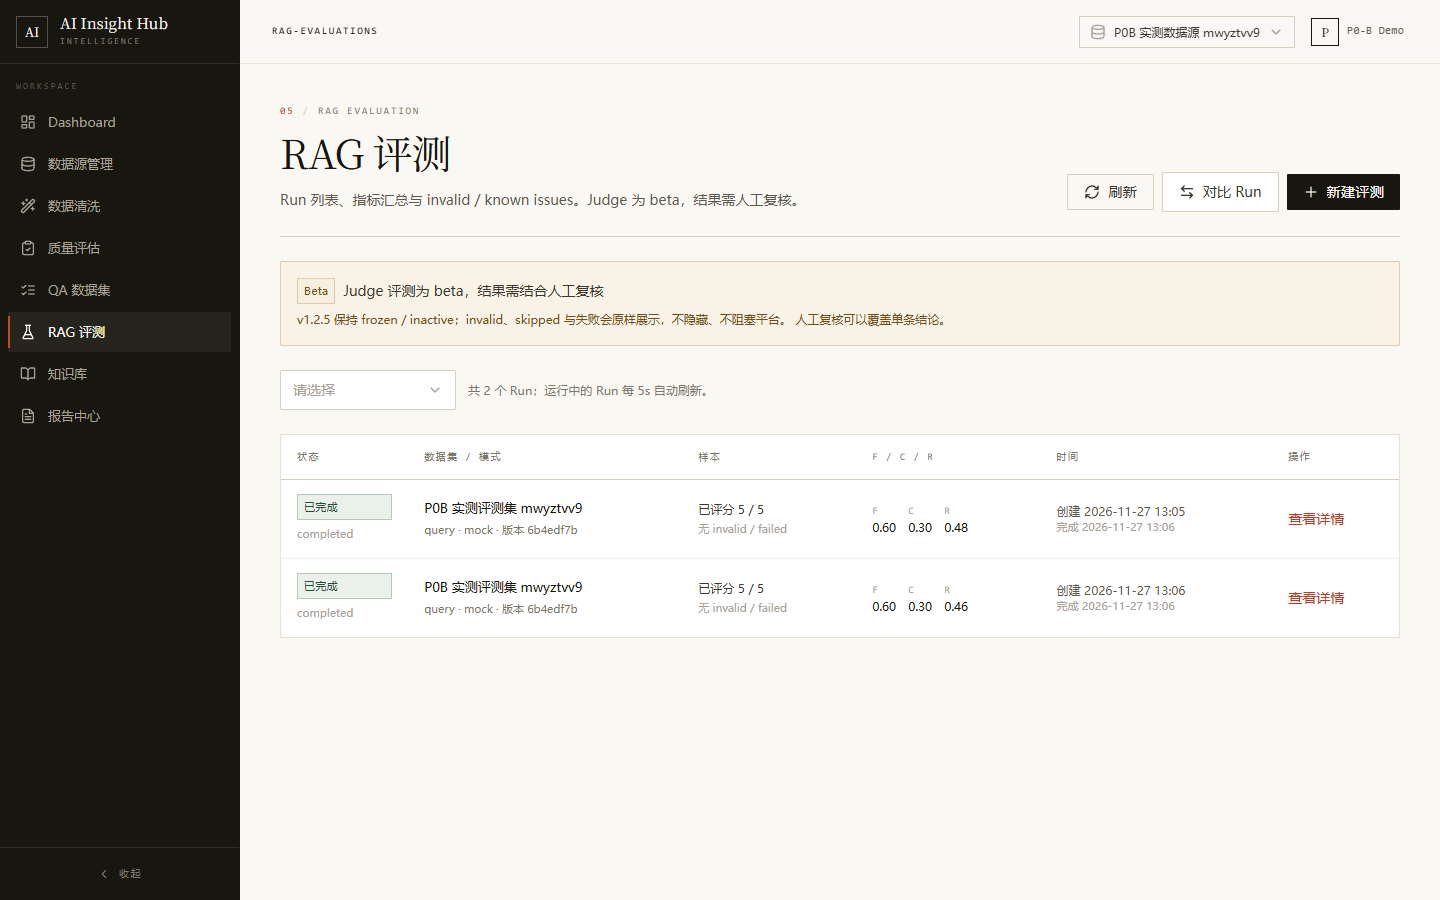 AI
AI Insight Hub
INTELLIGENCE
WORKSPACE
Dashboard
数据源管理
数据清洗
质量评估
QA 数据集
RAG 评测
知识库
报告中心
收起
RAG-EVALUATIONS
P0B 实测数据源 mwyztvv9
P
P0-B Demo
05 / RAG EVALUATION
RAG 评测
Run 列表、指标汇总与 invalid / known issues。Judge 为 beta，结果需人工复核。
刷新
对比 Run
新建评测
Beta
Judge 评测为 beta，结果需结合人工复核
v1.2.5 保持 frozen / inactive；invalid、skipped 与失败会原样展示，不隐藏、不阻塞平台。 人工复核可以覆盖单条结论。
请选择
共 2 个 Run；运行中的 Run 每 5s 自动刷新。
状态 数据集 / 模式 样本 F / C / R 时间 操作
已完成
completed
P0B 实测评测集 mwyztvv9
query · mock · 版本 6b4edf7b
已评分 5 / 5
无 invalid / failed
F C R
0.60 0.30 0.48
创建 2026-11-27 13:05
完成 2026-11-27 13:06
查看详情
已完成
completed
P0B 实测评测集 mwyztvv9
query · mock · 版本 6b4edf7b
已评分 5 / 5
无 invalid / failed
F C R
0.60 0.30 0.46
创建 2026-11-27 13:06
完成 2026-11-27 13:06
查看详情